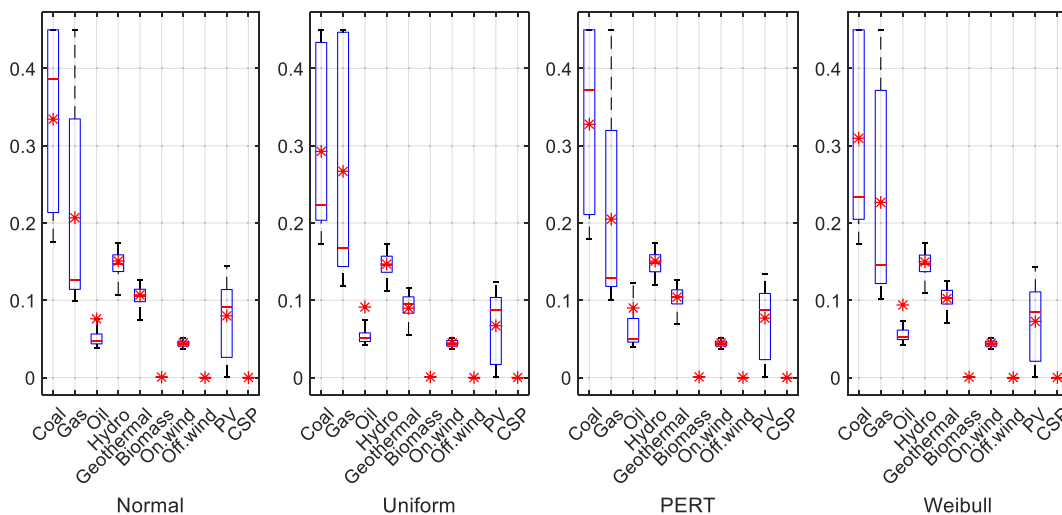 0.4
0.3
0.2
0.1
0
Coal
Gas
Oil
Hydro
Geothermal
Biomass
On.wind
Off.wind
PV
CSP
Normal
0.4
0.3
0.2
0.1
0
Coal
Gas
Oil
Hydro
Geothermal
Biomass
On.wind
Off.wind
PV
CSP
Uniform
0.4
0.3
0.2
0.1
0
Coal
Gas
Oil
Hydro
Geothermal
Biomass
On.wind
Off.wind
PV
CSP
PERT
0.4
0.3
0.2
0.1
0
Coal
Gas
Oil
Hydro
Geothermal
Biomass
On.wind
Off.wind
PV
CSP
Weibull